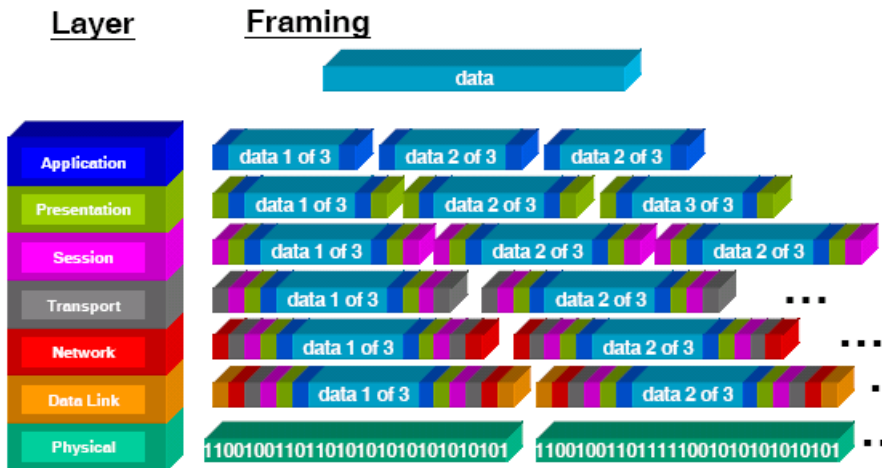 Layer Framing
data
Application data 1 of 3 data 2 of 3 data 2 of 3
Presentation data 1 of 3 data 2 of 3 data 3 of 3
Session data 1 of 3 data 2 of 3 data 2 of 3
Transport data 1 of 3 data 2 of 3 ...
Network data 1 of 3 data 2 of 3 ...
Data Link data 1 of 3 data 2 of 3 .
Physical 1100100110110101010101010101 1100100110111110010101010101 ..